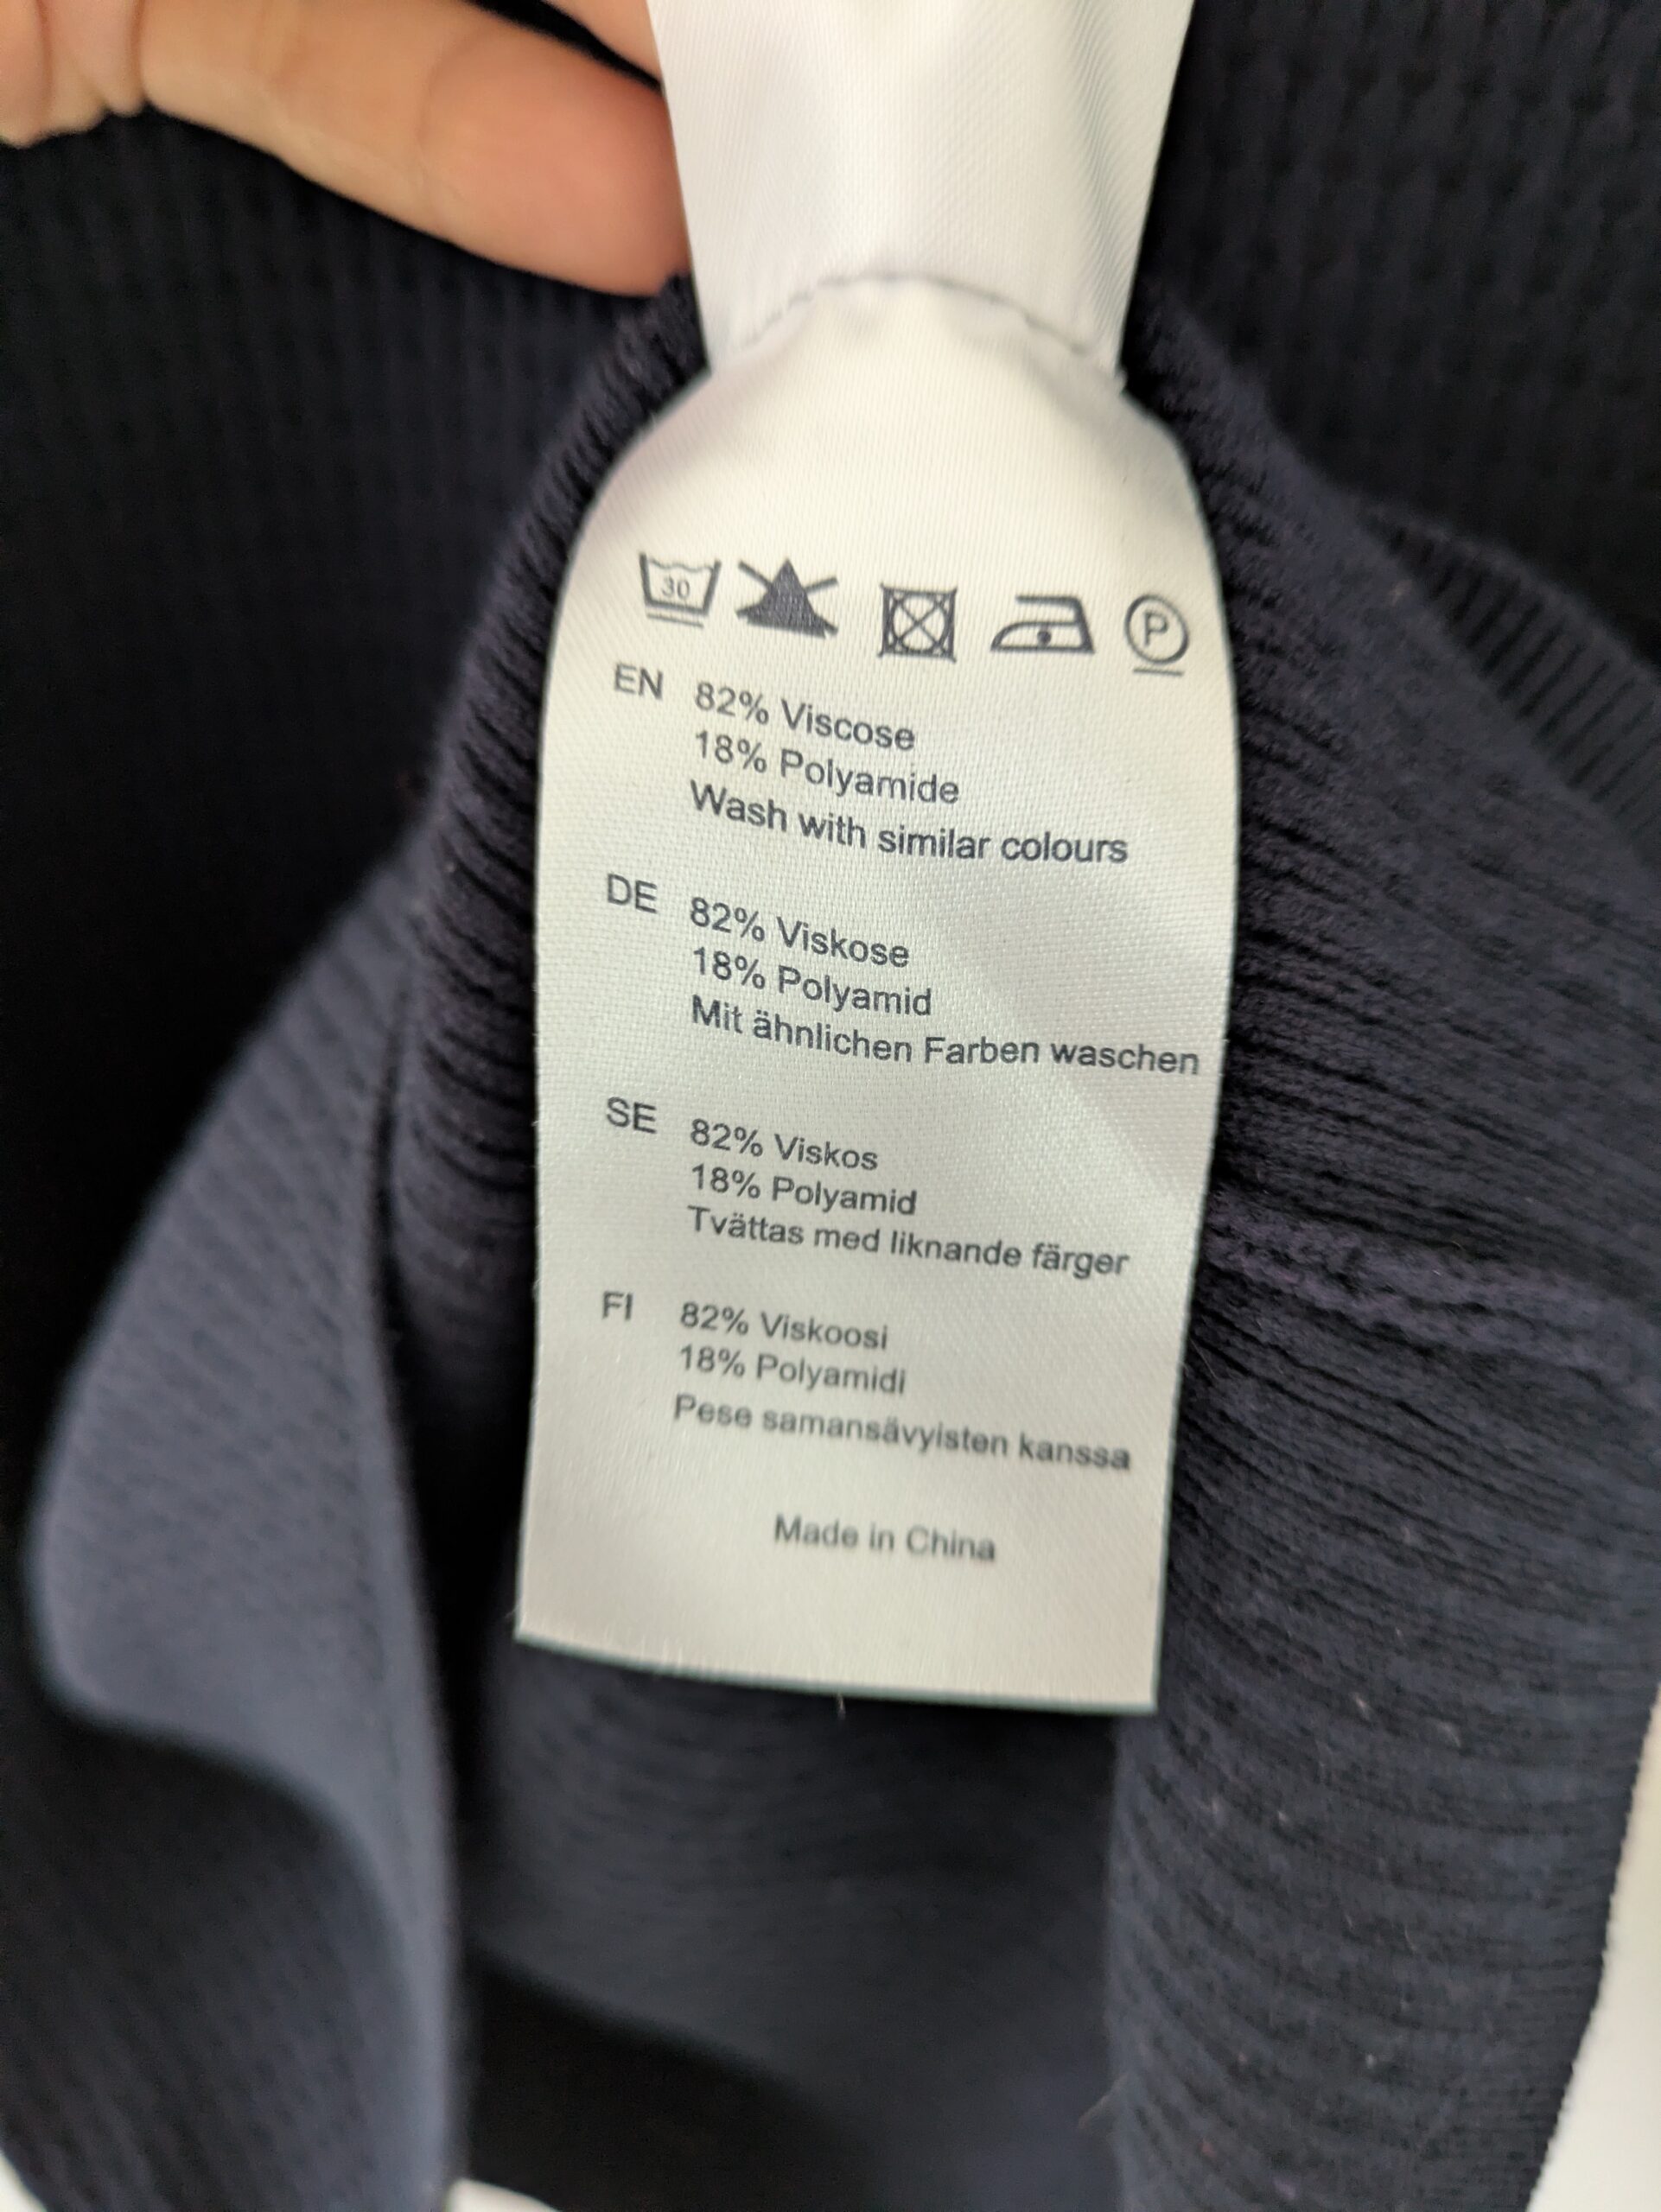 30
P
EN 82% Viscose
18% Polyamide
Wash with similar colours
DE 82% Viskose
18% Polyamid
Mit ähnlichen Farben waschen
SE 82% Viskos
18% Polyamid
Tvättas med liknande färger
FI 82% Viskoosi
18% Polyamidi
Pese samansävyisten kanssa
Made in China